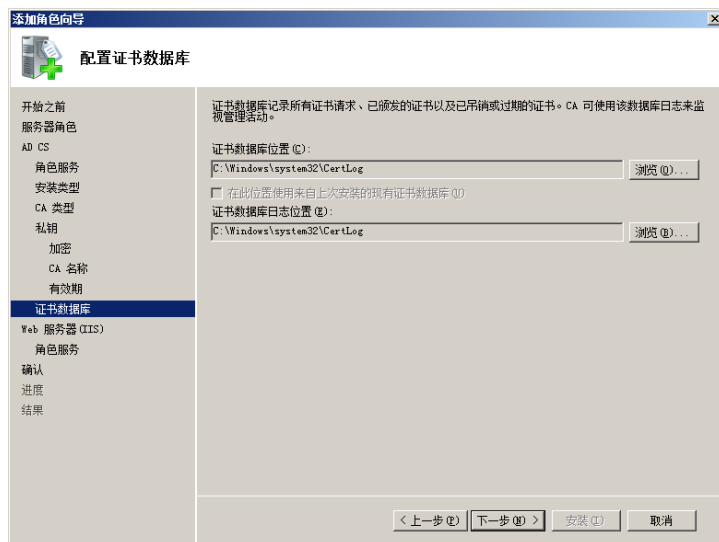 添加角色向导
配置证书数据库
开始之前
服务器角色
AD CS
角色服务
安装类型
CA 类型
私钥
加密
CA 名称
有效期
证书数据库
Web 服务器(IIS)
角色服务
确认
进度
结果
证书数据库记录所有证书请求、已颁发的证书以及已吊销或过期的证书。CA 可使用该数据库日志来监
视管理活动。
证书数据库位置(C):
C:\Windows\system32\CertLog
浏览(O)...
在此位置使用来自上次安装的现有证书数据库(U)
证书数据库日志位置(E):
C:\Windows\system32\CertLog
浏览(B)...
< 上一步(P)
下一步(N) >
安装(I)
取消